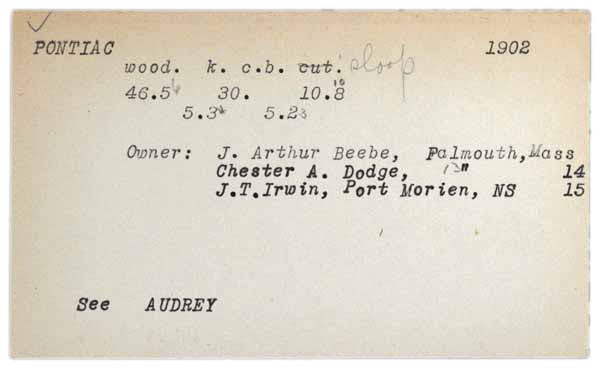 PONTIAC 1902
wood. k. c.b. cut. sloop
46.5 30. 10.8
5.3 5.2
Owner: J. Arthur Beebe, Falmouth, Mass
Chester A. Dodge, " 14
J.T.Irwin, Port Morien, NS 15
See AUDREY